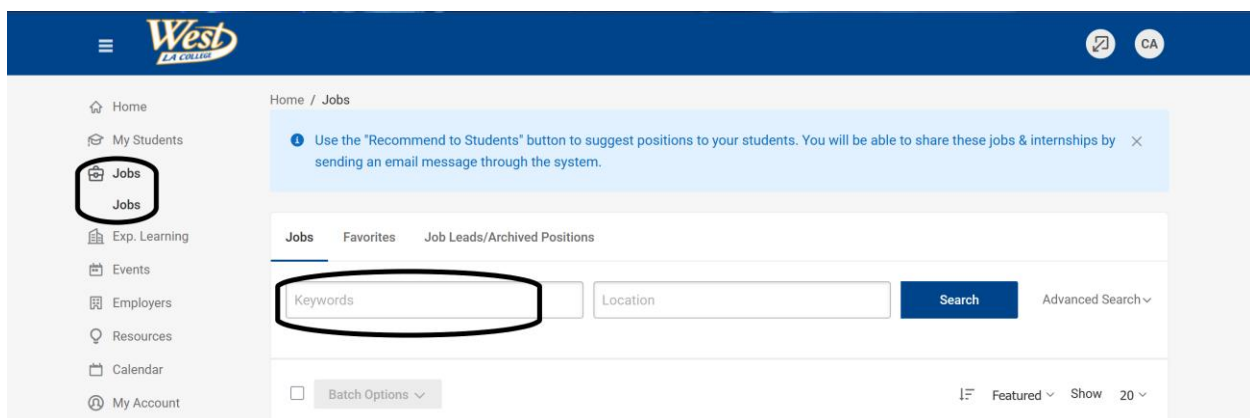 West
LA COLLEGE
CA
Home
My Students
Jobs
Jobs
Exp. Learning
Events
Employers
Resources
Calendar
My Account
Home / Jobs
Use the "Recommend to Students" button to suggest positions to your students. You will be able to share these jobs & internships by
sending an email message through the system.
Jobs Favorites Job Leads/Archived Positions
Keywords Location Search Advanced Search
Batch Options Featured Show 20